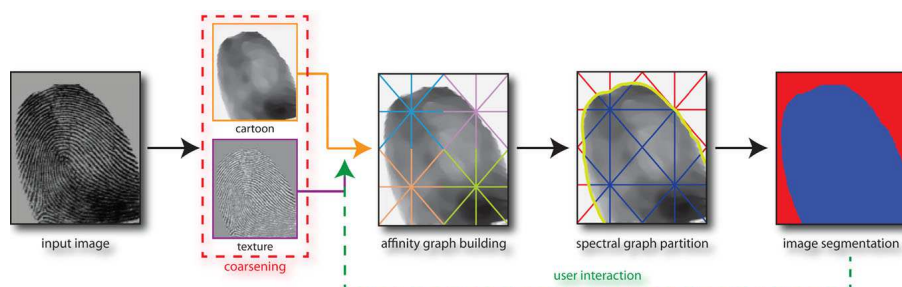 cartoon
input image
texture
coarsening
affinity graph building
spectral graph partition
image segmentation
user interaction